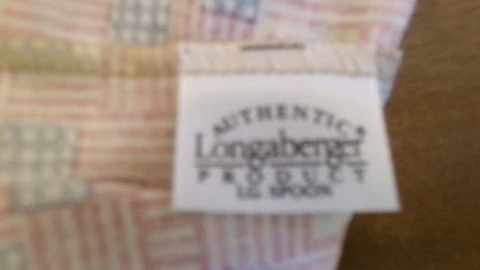 AUTHENTIC®
Longaberger
PRODUCT
LG. SPOON